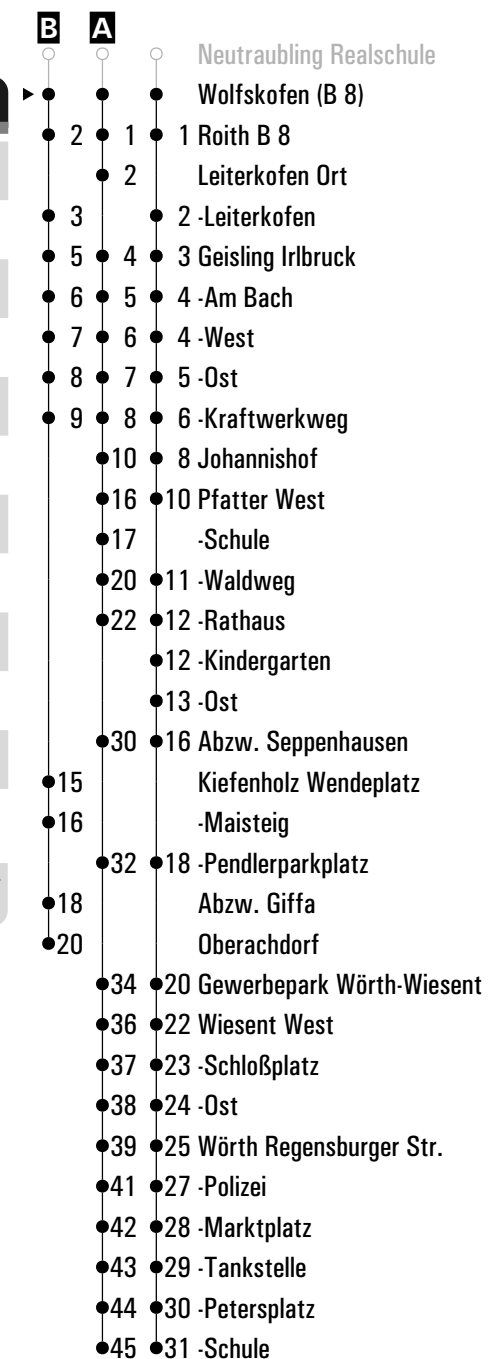 B A
Neutraubling Realschule
Wolfskofen (B 8)
2 1 1 Roith B 8
2 Leiterkofen Ort
3 2 -Leiterkofen
5 4 3 Geisling Irlbruck
6 5 4 -Am Bach
7 6 4 -West
8 7 5 -Ost
9 8 6 -Kraftwerkweg
10 8 Johannishof
16 10 Pfatter West
17 -Schule
20 11 -Waldweg
22 12 -Rathaus
12 -Kindergarten
13 -Ost
30 16 Abzw. Seppenhausen
15 Kiefenholz Wendeplatz
16 -Maisteig
32 18 -Pendlerparkplatz
18 Abzw. Giffa
20 Oberachdorf
34 20 Gewerbepark Wörth-Wiesent
36 22 Wiesent West
37 23 -Schloßplatz
38 24 -Ost
39 25 Wörth Regensburger Str.
41 27 -Polizei
42 28 -Marktplatz
43 29 -Tankstelle
44 30 -Petersplatz
45 31 -Schule